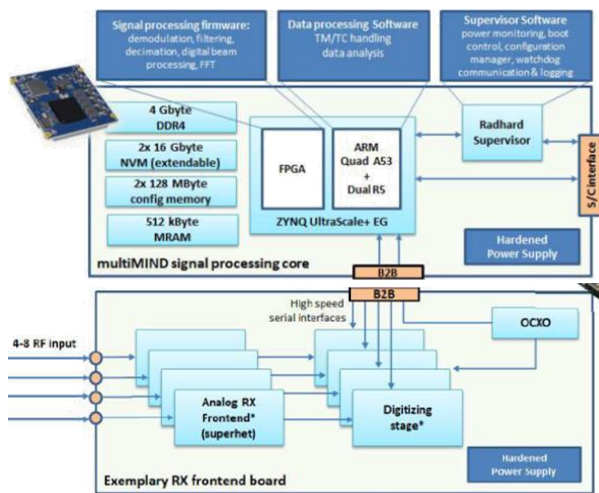 Signal processing firmware:
demodulation, filtering,
decimation, digital beam
processing, FFT
Data processing Software
TM/TC handling
data analysis
Supervisor Software
power monitoring, boot
control, configuration
manager, watchdog
communication & logging
4 Gbyte
DDR4
2x 16 Gbyte
NVM (extendable)
2x 128 MByte
config memory
512 kByte
MRAM
FPGA
ARM
Quad A53
+
Dual R5
ZYNQ UltraScale+ EG
Radhard
Supervisor
S/C interface
Hardened
Power Supply
multiMIND signal processing core
B2B
B2B
High speed
serial interfaces
OCXO
4-8 RF input
Analog RX
Frontend*
(superhet)
Digitizing
stage*
Hardened
Power Supply
Exemplary RX frontend board